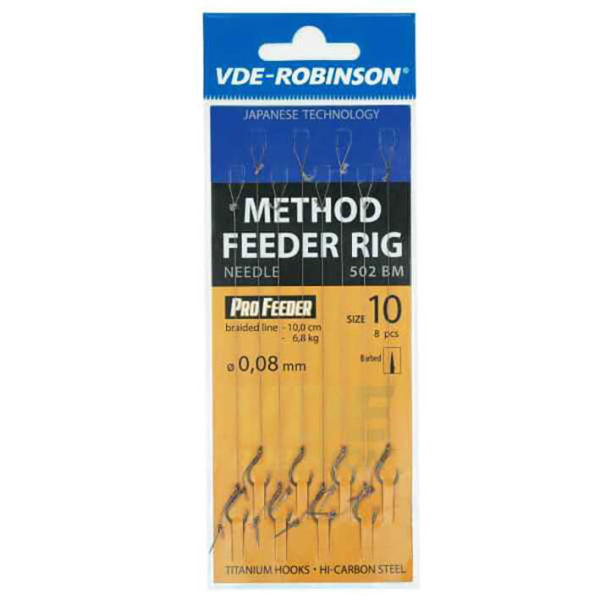 VDE-ROBINSON®
JAPANESE TECHNOLOGY
METHOD
FEEDER RIG
NEEDLE 502 BM
PRO FEEDER
braided line - 10,0 cm
- 6,8 kg
SIZE 10
8 pcs
ø 0,08 mm
Barbed
TITANIUM HOOKS • HI-CARBON STEEL